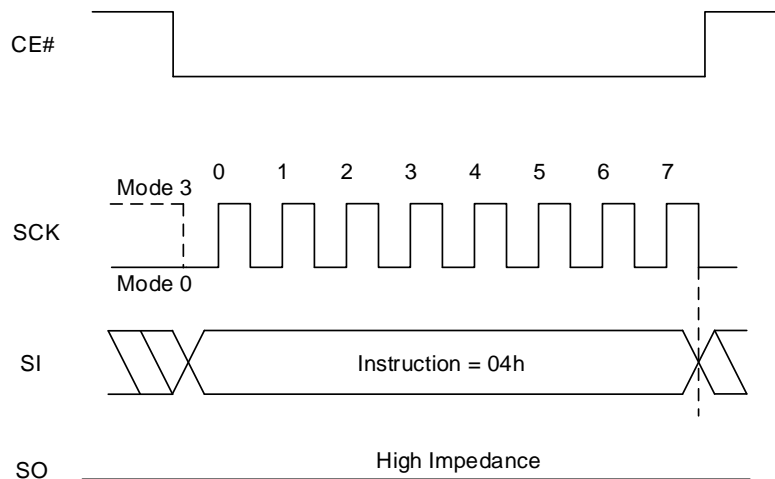 CE#
0 1 2 3 4 5 6 7
Mode 3
SCK
Mode 0
SI
Instruction = 04h
High Impedance
SO